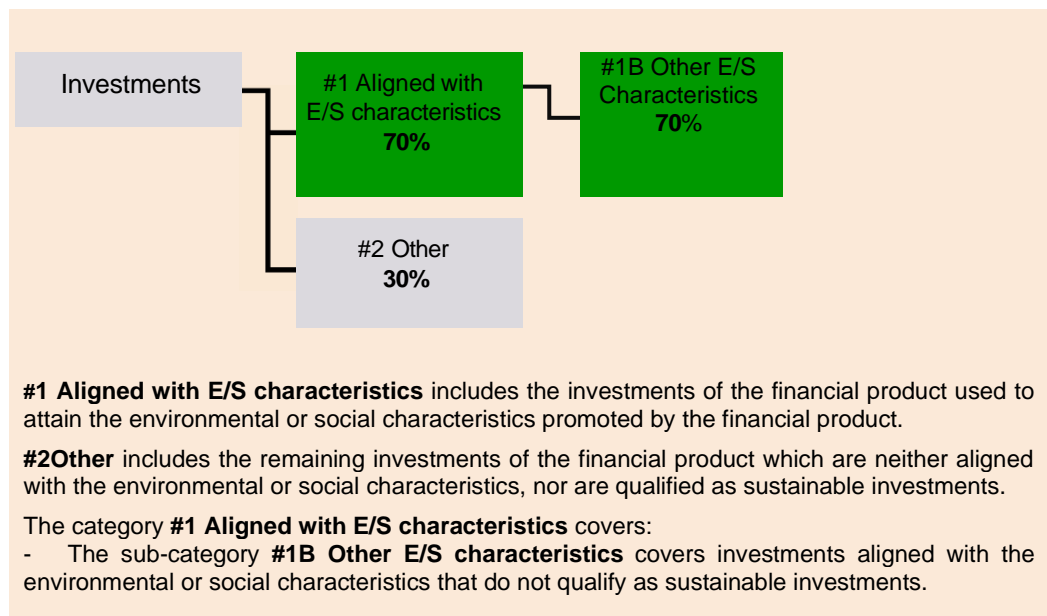 Investments
#1 Aligned with
E/S characteristics
70%
#1B Other E/S
Characteristics
70%
#2 Other
30%
#1 Aligned with E/S characteristics includes the investments of the financial product used to
attain the environmental or social characteristics promoted by the financial product.
#2Other includes the remaining investments of the financial product which are neither aligned
with the environmental or social characteristics, nor are qualified as sustainable investments.
The category #1 Aligned with E/S characteristics covers:
- The sub-category #1B Other E/S characteristics covers investments aligned with the
environmental or social characteristics that do not qualify as sustainable investments.